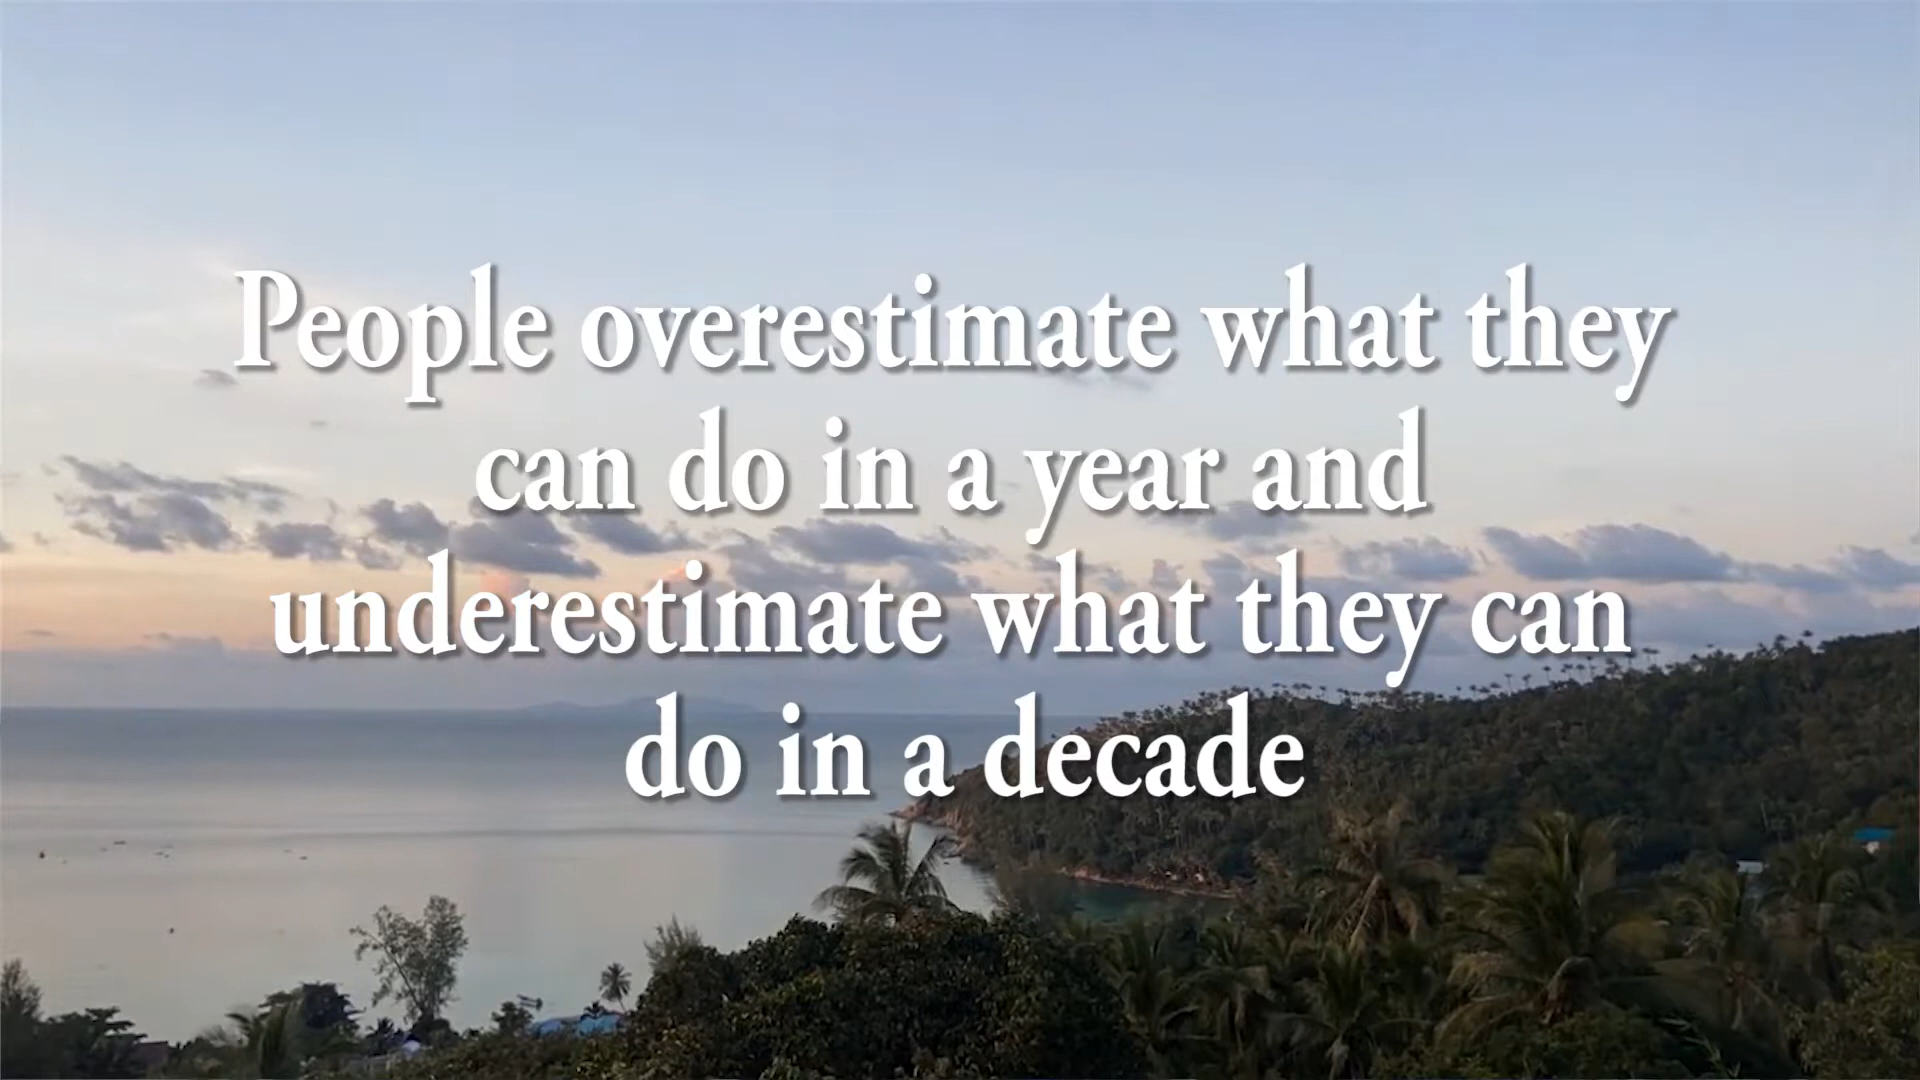 People overestimate what they
can do in a year and
underestimate what they can
do in a decade